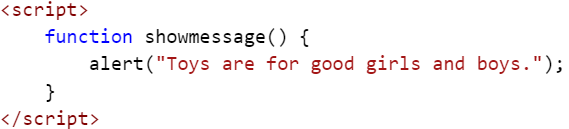 <script>
function showmessage() {
alert("Toys are for good girls and boys.");
}
</script>